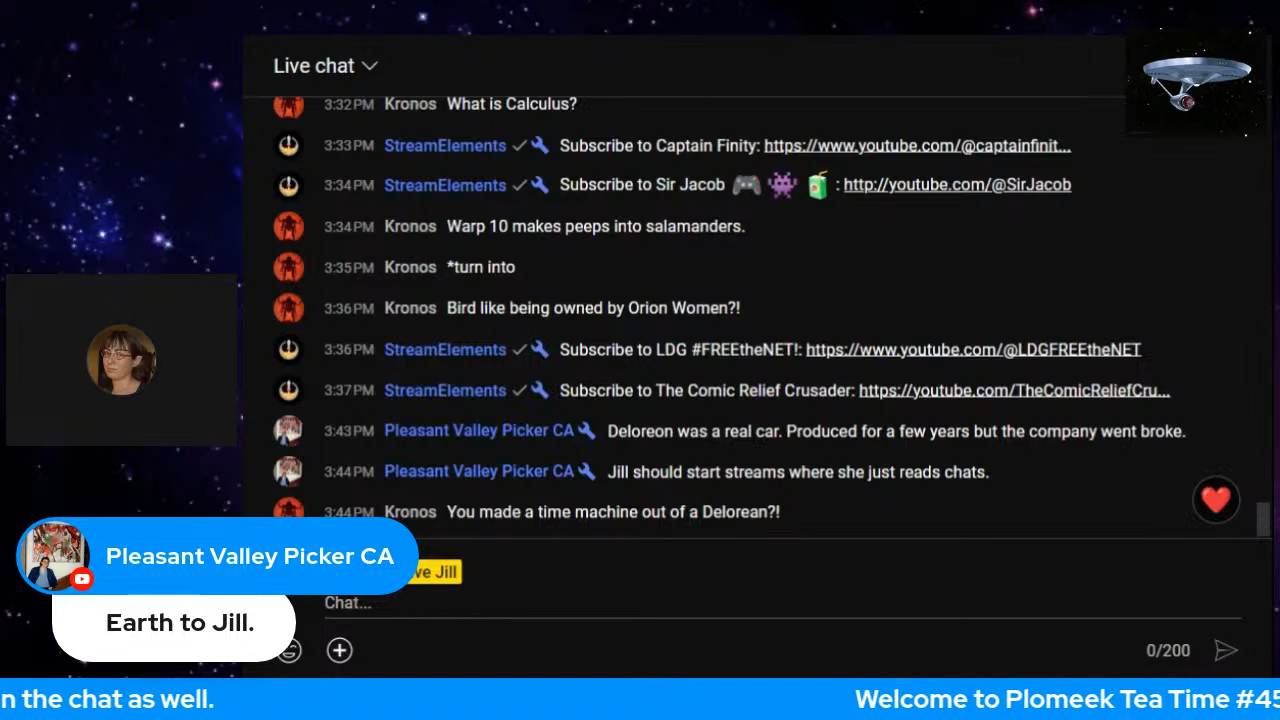 Live chat
3:32 PM Kronos What is Calculus?
3:33 PM StreamElements Subscribe to Captain Finity: https://www.youtube.com/@captainfinit...
3:34 PM StreamElements Subscribe to Sir Jacob 🎮 👾 🧃 : http://youtube.com/@SirJacob
3:34 PM Kronos Warp 10 makes peeps into salamanders.
3:35 PM Kronos *turn into
3:36 PM Kronos Bird like being owned by Orion Women?!
3:36 PM StreamElements Subscribe to LDG #FREEtheNET!: https://www.youtube.com/@LDGFREEtheNET
3:37 PM StreamElements Subscribe to The Comic Relief Crusader: https://youtube.com/TheComicReliefCru...
3:43 PM Pleasant Valley Picker CA Deloreon was a real car. Produced for a few years but the company went broke.
3:44 PM Pleasant Valley Picker CA Jill should start streams where she just reads chats.
3:44 PM Kronos You made a time machine out of a Delorean?!
Pleasant Valley Picker CA
ve Jill
Chat...
Earth to Jill.
0/200
n the chat as well. Welcome to Plomeek Tea Time #45